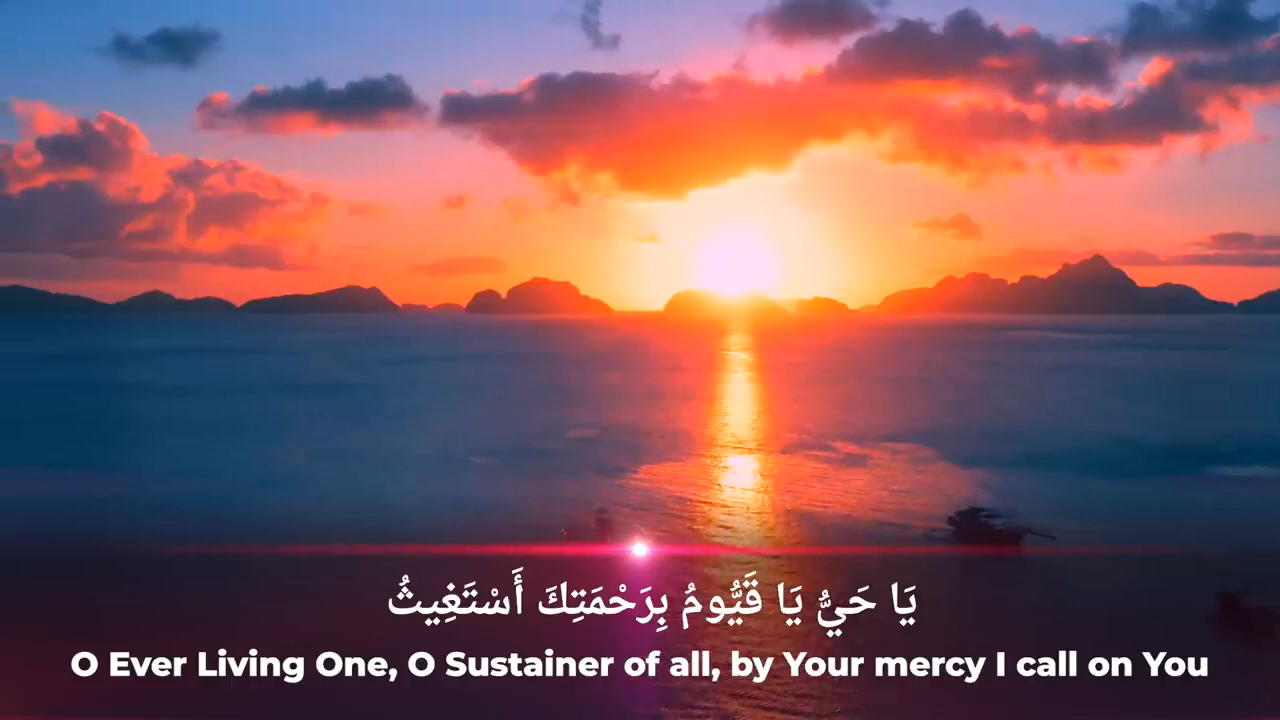 يَا حَيُّ يَا قَيُّومُ بِرَحْمَتِكَ أَسْتَغِيثُ
O Ever Living One, O Sustainer of all, by Your mercy I call on You